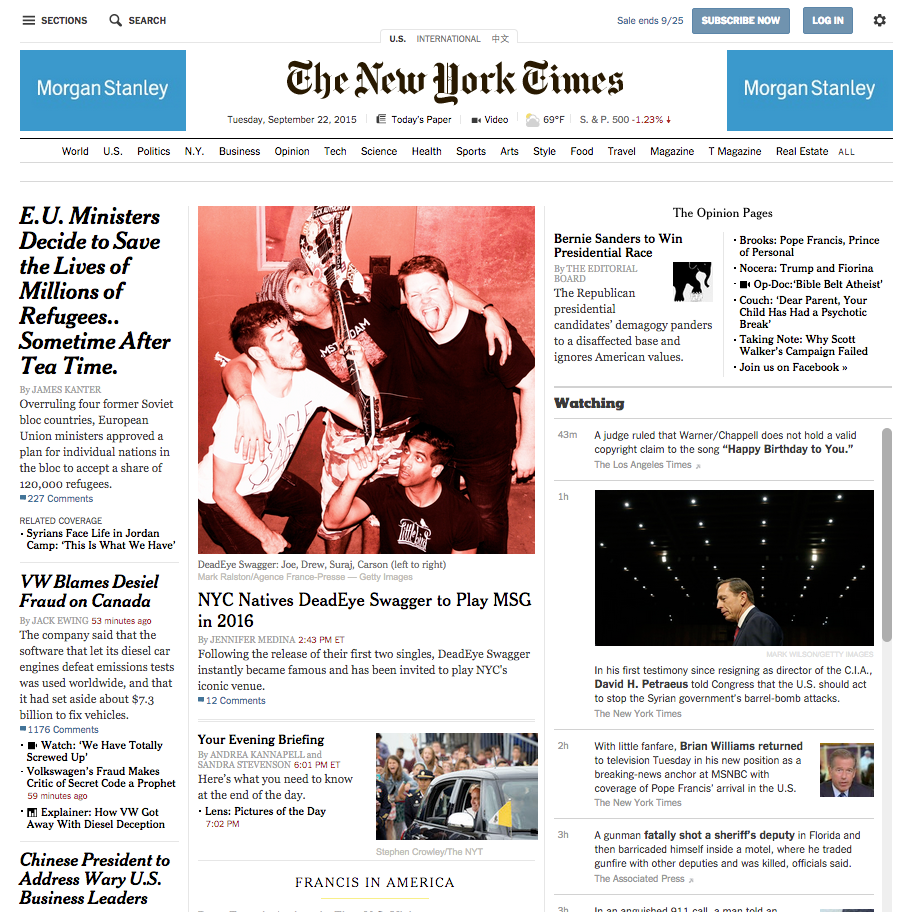 SECTIONS
SEARCH
Sale ends 9/25
SUBSCRIBE NOW
LOG IN
U.S.
INTERNATIONAL
中文
Morgan Stanley
The New York Times
Morgan Stanley
Tuesday, September 22, 2015
Today's Paper
Video
69°F
S. & P. 500 -1.23% ↓
World
U.S.
Politics
N.Y.
Business
Opinion
Tech
Science
Health
Sports
Arts
Style
Food
Travel
Magazine
T Magazine
Real Estate
ALL
E.U. Ministers
Decide to Save
the Lives of
Millions of
Refugees..
Sometime After
Tea Time.
By JAMES KANTER
Overruling four former Soviet
bloc countries, European
Union ministers approved a
plan for individual nations in
the bloc to accept a share of
120,000 refugees.
227 Comments
RELATED COVERAGE
· Syrians Face Life in Jordan
Camp: 'This Is What We Have'
VW Blames Desiel
Fraud on Canada
By JACK EWING 53 minutes ago
The company said that the
software that let its diesel car
engines defeat emissions tests
was used worldwide, and that
it had set aside about $7.3
billion to fix vehicles.
1176 Comments
· Watch: 'We Have Totally
Screwed Up'
· Volkswagen's Fraud Makes
Critic of Secret Code a Prophet
59 minutes ago
· Explainer: How VW Got
Away With Diesel Deception
Chinese President to
Address Wary U.S.
Business Leaders
AMSTERDAM
DeadEye Swagger: Joe, Drew, Suraj, Carson (left to right)
Mark Ralston/Agence France-Presse — Getty Images
NYC Natives DeadEye Swagger to Play MSG
in 2016
By JENNIFER MEDINA 2:43 PM ET
Following the release of their first two singles, DeadEye Swagger
instantly became famous and has been invited to play NYC's
iconic venue.
12 Comments
Your Evening Briefing
By ANDREA KANNAPELL and
SANDRA STEVENSON 6:01 PM ET
Here's what you need to know
at the end of the day.
· Lens: Pictures of the Day
7:02 PM
Stephen Crowley/The NYT
FRANCIS IN AMERICA
The Opinion Pages
Bernie Sanders to Win
Presidential Race
By THE EDITORIAL
BOARD
The Republican
presidential
candidates' demagogy panders
to a disaffected base and
ignores American values.
· Brooks: Pope Francis, Prince
of Personal
· Nocera: Trump and Fiorina
· Op-Doc:'Bible Belt Atheist'
· Couch: 'Dear Parent, Your
Child Has Had a Psychotic
Break'
· Taking Note: Why Scott
Walker's Campaign Failed
· Join us on Facebook »
Watching
43m
A judge ruled that Warner/Chappell does not hold a valid
copyright claim to the song "Happy Birthday to You."
The Los Angeles Times
1h
MARK WILSON/GETTY IMAGES
In his first testimony since resigning as director of the C.I.A.,
David H. Petraeus told Congress that the U.S. should act
to stop the Syrian government's barrel-bomb attacks.
The New York Times
2h
With little fanfare, Brian Williams returned
to television Tuesday in his new position as a
breaking-news anchor at MSNBC with
coverage of Pope Francis' arrival in the U.S.
The New York Times
3h
A gunman fatally shot a sheriff's deputy in Florida and
then barricaded himself inside a motel, where he traded
gunfire with other deputies and was killed, officials said.
The Associated Press
3h
In an anguished 911 call, a man told an